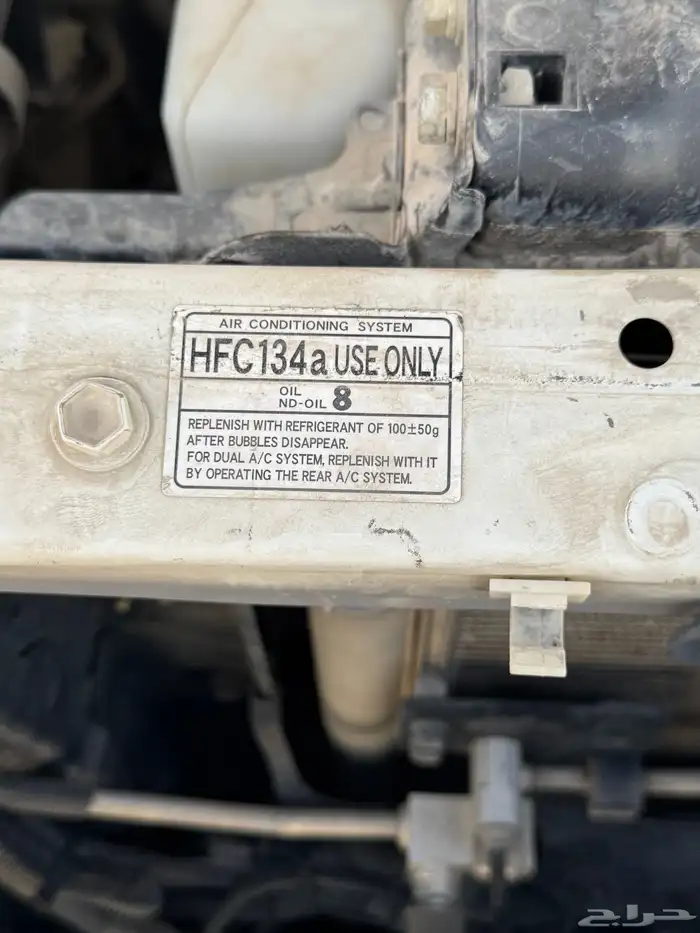 AIR CONDITIONING SYSTEM
HFC134a USE ONLY
OIL
ND-OIL 8
REPLENISH WITH REFRIGERANT OF 100±50g
AFTER BUBBLES DISAPPEAR.
FOR DUAL A/C SYSTEM, REPLENISH WITH IT
BY OPERATING THE REAR A/C SYSTEM.
حراج